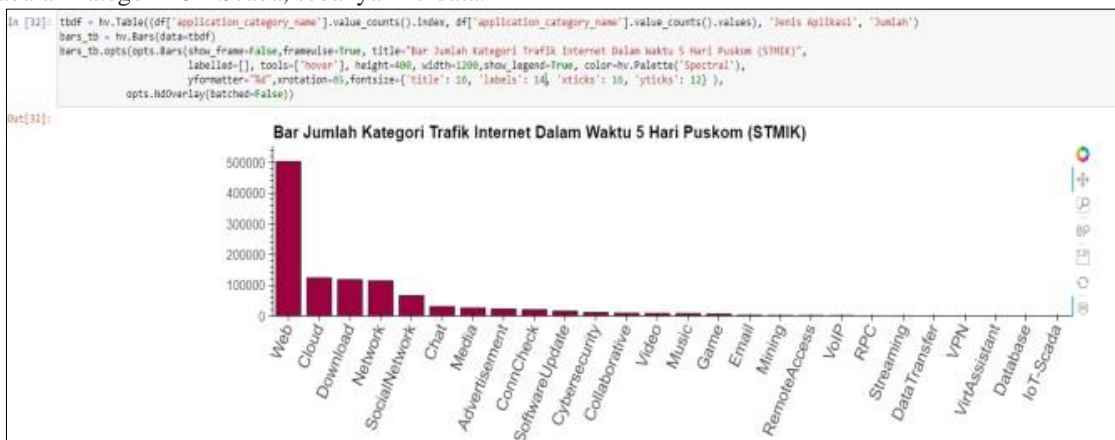 In [32]: tbdf = hv.Table((df['application_category_name'].value_counts().index, df['application_category_name'].value_counts().values), 'Jenis Aplikasi', 'Jumlah')
bars_tb = hv.Bars(data=tbdf)
bars_tb.opts(opts.Bars(show_frame=False,framewise=True, title="Bar Jumlah Kategori Trafik Internet Dalam Waktu 5 Hari Puskom (STMIK)",
labelled=[], tools=['hover'], height=400, width=1200,show_legend=True, color=hv.Palette('Spectral'),
yformatter="%d",xrotation=65,fontsize={'title': 16, 'labels': 14, 'xticks': 16, 'yticks': 12} ),
opts.NdOverlay(batched=False))
Out[32]:
Bar Jumlah Kategori Trafik Internet Dalam Waktu 5 Hari Puskom (STMIK)
500000
400000
300000
200000
100000
0
Web
Cloud
Download
Network
SocialNetwork
Chat
Media
Advertisement
ConnCheck
SoftwareUpdate
Cybersecurity
Collaborative
Video
Music
Game
Email
Mining
RemoteAccess
VoIP
RPC
Streaming
DataTransfer
VPN
VirtAssistant
Database
IoT-Scada